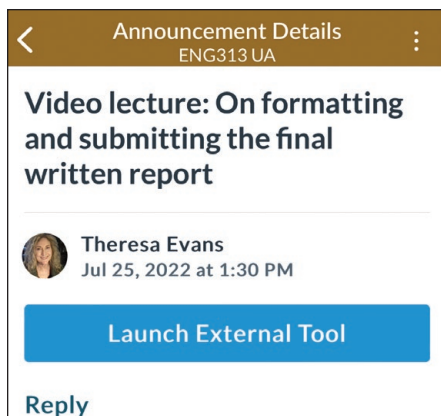 Announcement Details
ENG313 UA
Video lecture: On formatting
and submitting the final
written report
Theresa Evans
Jul 25, 2022 at 1:30 PM
Launch External Tool
Reply